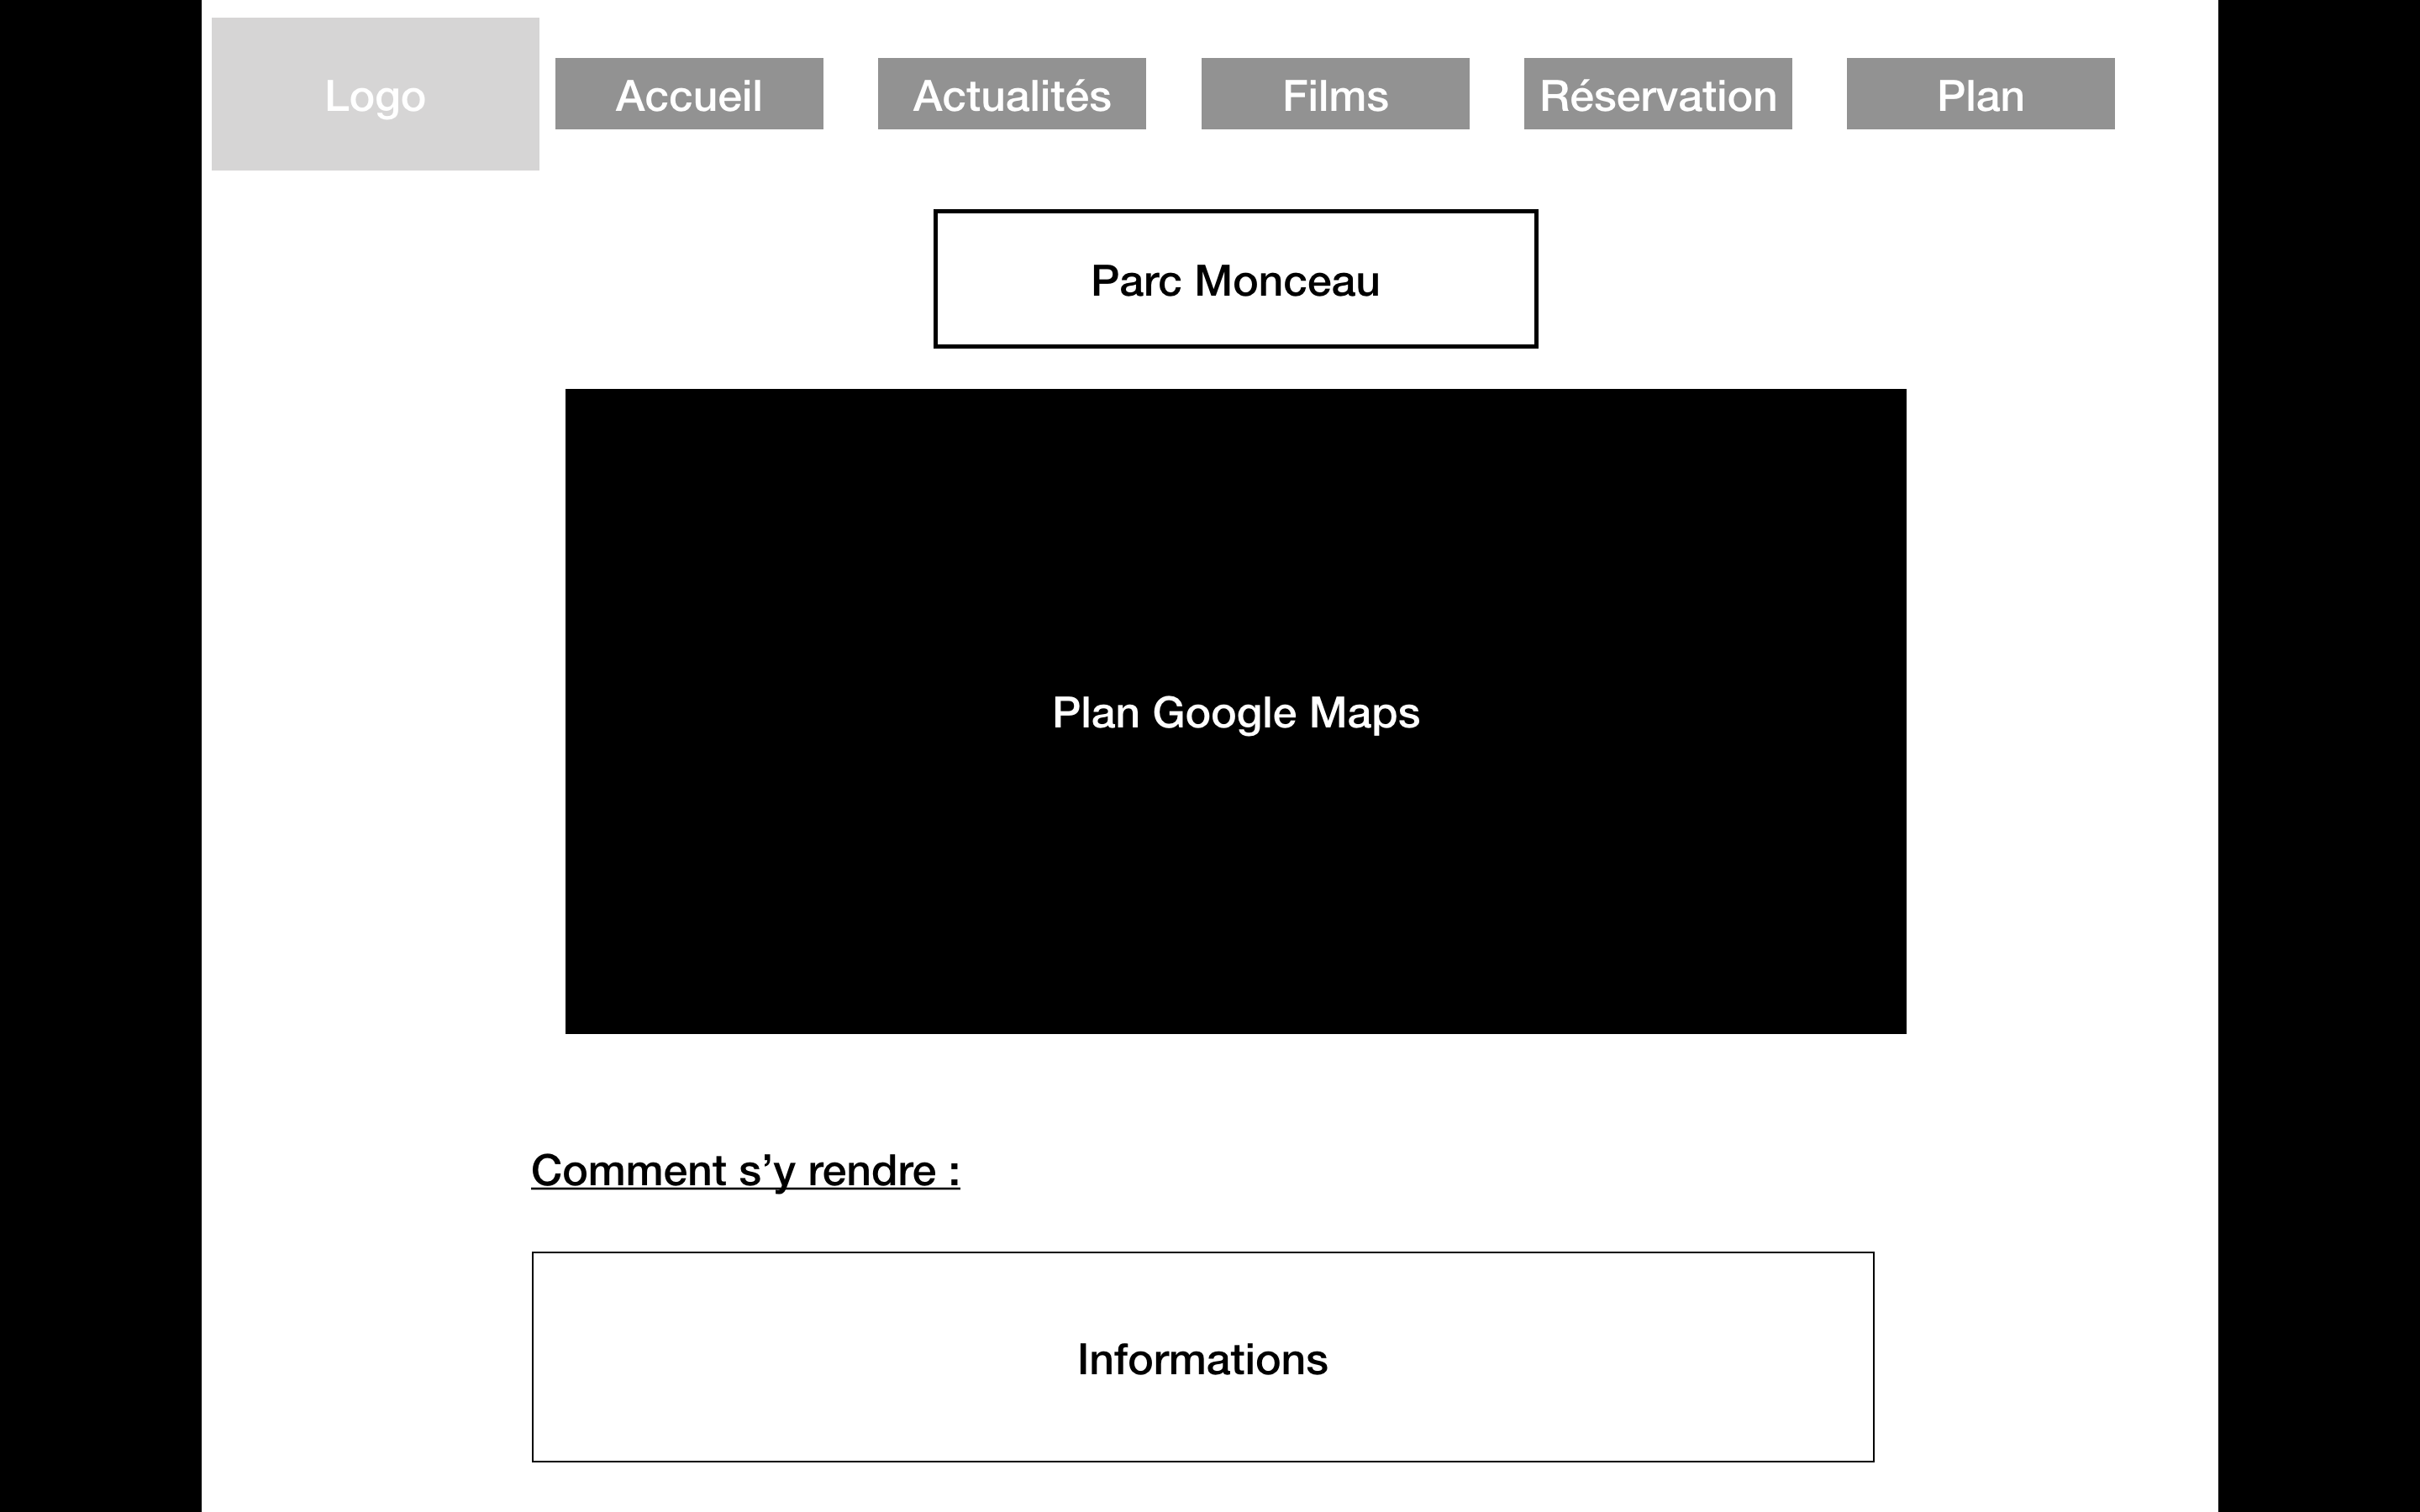 Logo
Accueil
Actualités
Films
Réservation
Plan
Parc Monceau
Plan Google Maps
Comment s’y rendre :
Informations